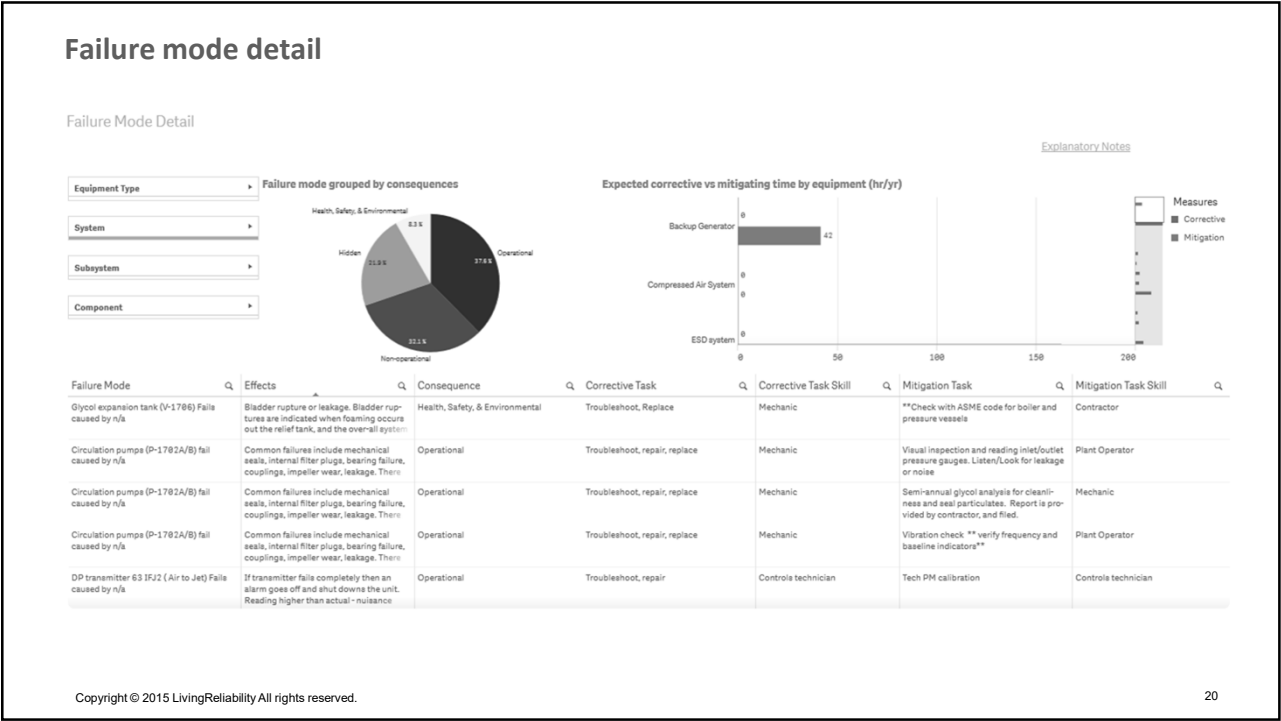 Failure mode detail
Failure Mode Detail
Explanatory Notes
Equipment Type
System
Subsystem
Component
Failure mode grouped by consequences
Health, Safety, & Environmental
8.3 %
Hidden
Operational
37.8 %
33.1 %
Non-operational
Expected corrective vs mitigating time by equipment (hr/yr)
Backup Generator
0
42
Compressed Air System
0
0
ESD system
0
0
50
100
150
200
Measures
Corrective
Mitigation
Failure Mode Effects Consequence Corrective Task Corrective Task Skill Mitigation Task Mitigation Task Skill
Glycol expansion tank (V-1706) Fails
caused by n/a
Bladder rupture or leakage. Bladder rup-
tures are indicated when foaming occurs
out the relief tank, and the over-all system
Health, Safety, & Environmental
Troubleshoot, Replace
Mechanic
**Check with ASME code for boiler and
pressure vessels
Contractor
Circulation pumps (P-1702A/B) fail
caused by n/a
Common failures include mechanical
seals, internal filter plugs, bearing failure,
couplings, impeller wear, leakage. There
Operational
Troubleshoot, repair, replace
Mechanic
Visual inspection and reading inlet/outlet
pressure gauges. Listen/Look for leakage
or noise
Plant Operator
Circulation pumps (P-1702A/B) fail
caused by n/a
Common failures include mechanical
seals, internal filter plugs, bearing failure,
couplings, impeller wear, leakage. There
Operational
Troubleshoot, repair, replace
Mechanic
Semi-annual glycol analysis for cleanli-
ness and seal particulates. Report is pro-
vided by contractor, and filed.
Mechanic
Circulation pumps (P-1702A/B) fail
caused by n/a
Common failures include mechanical
seals, internal filter plugs, bearing failure,
couplings, impeller wear, leakage. There
Operational
Troubleshoot, repair, replace
Mechanic
Vibration check ** verify frequency and
baseline indicators**
Plant Operator
DP transmitter 63 IFJ2 ( Air to Jet) Fails
caused by n/a
If transmitter fails completely then an
alarm goes off and shut downs the unit.
Reading higher than actual - nuisance
Operational
Troubleshoot, repair
Controls technician
Tech PM calibration
Controls technician
Copyright © 2015 LivingReliability All rights reserved.
20